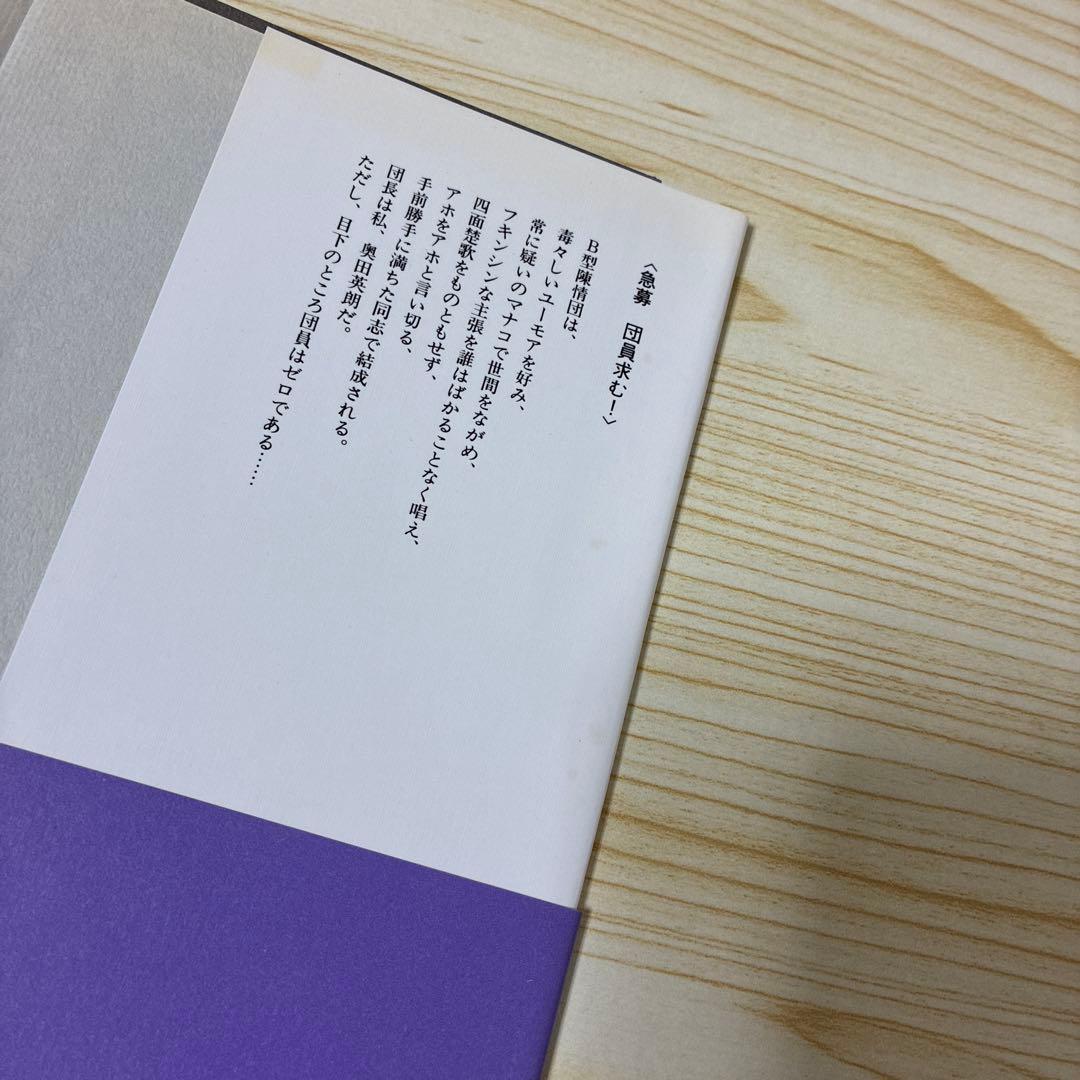 〈急募　団員求む！〉
B型陳情団は、
毒々しいユーモアを好み、
常に疑いのマナコで世間をながめ、
フキンシンな主張を誰はばかることなく唱え、
四面楚歌をものともせず、
アホをアホと言い切る、
手前勝手に満ちた同志で結成される。
団長は私、奥田英朗だ。
ただし、目下のところ団員はゼロである……